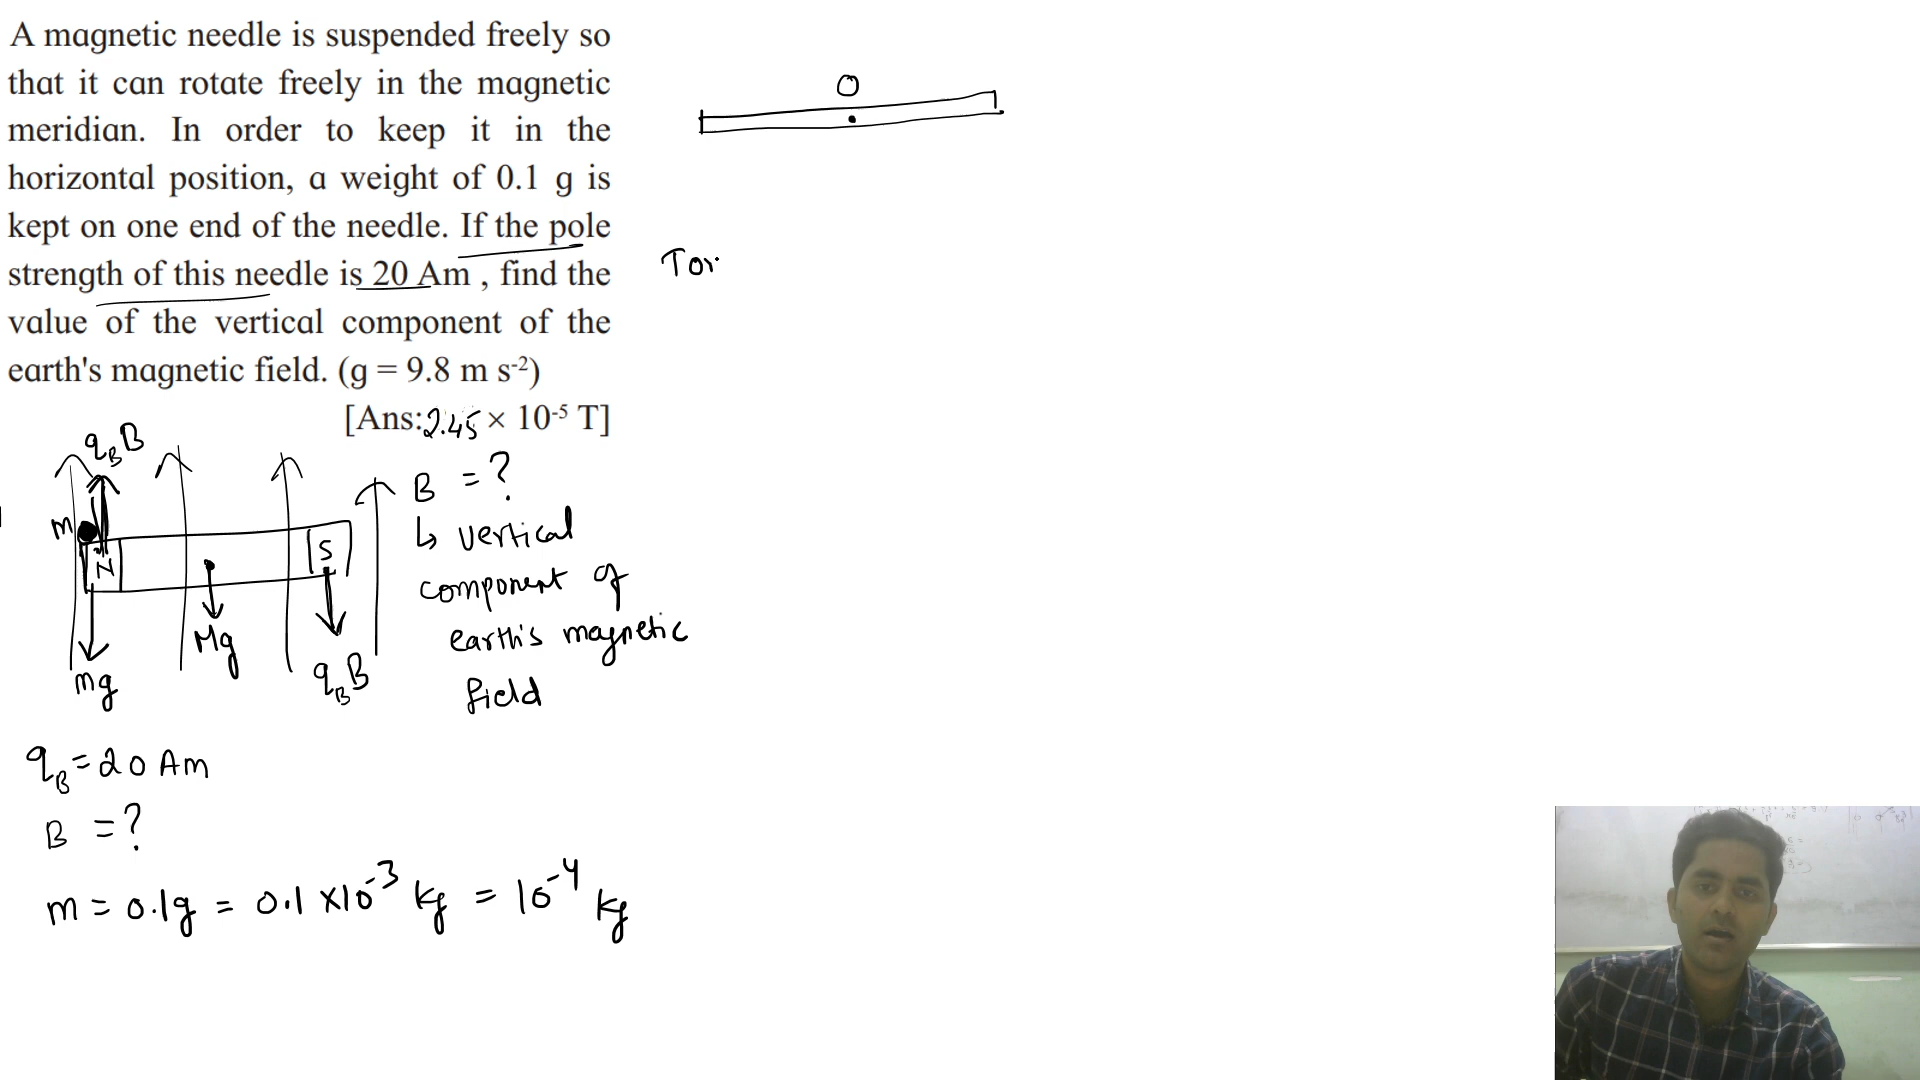 A magnetic needle is suspended freely so
that it can rotate freely in the magnetic
meridian. In order to keep it in the
horizontal position, a weight of 0.1 g is
kept on one end of the needle. If the pole
strength of this needle is 20 Am , find the
value of the vertical component of the
earth's magnetic field. (g = 9.8 m s⁻²)
[Ans:2.45 × 10⁻⁵ T]
q_B B
m
N
S
Mg
mg
q_B B
B = ?
↳ vertical
component of
earth's magnetic
field
q_B = 20 Am
B = ?
m = 0.1g = 0.1 × 10⁻³ kg = 10⁻⁴ kg
O
Tor